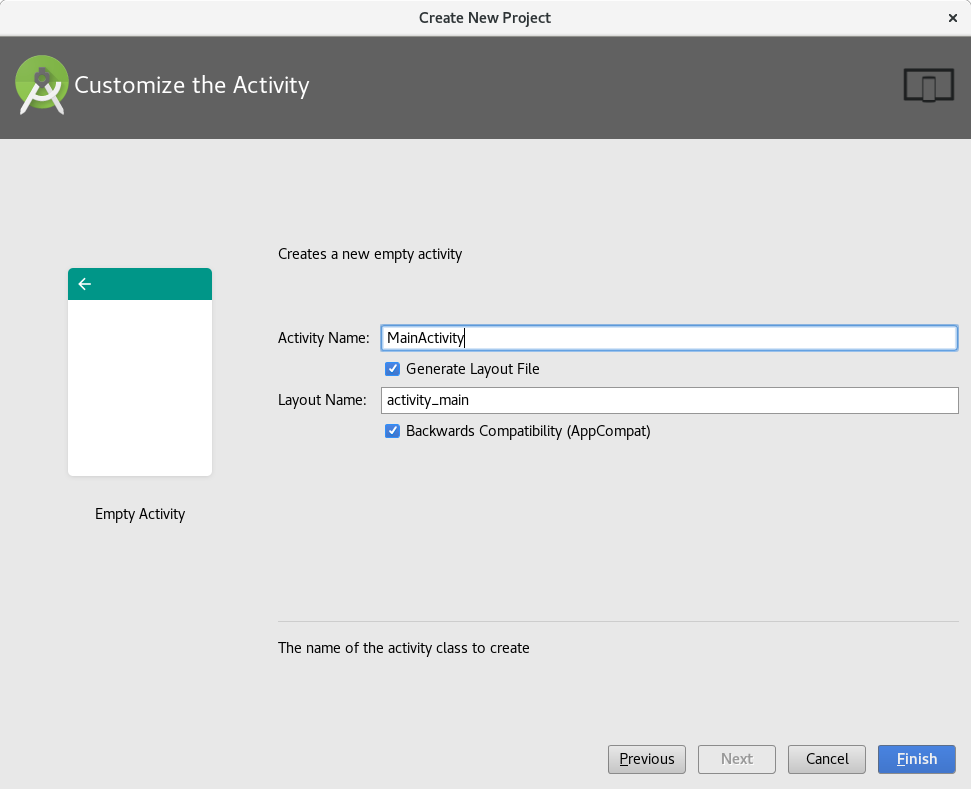 Create New Project
Customize the Activity
Creates a new empty activity
Activity Name: MainActivity
Generate Layout File
Layout Name: activity_main
Backwards Compatibility (AppCompat)
Empty Activity
The name of the activity class to create
Previous Next Cancel Finish